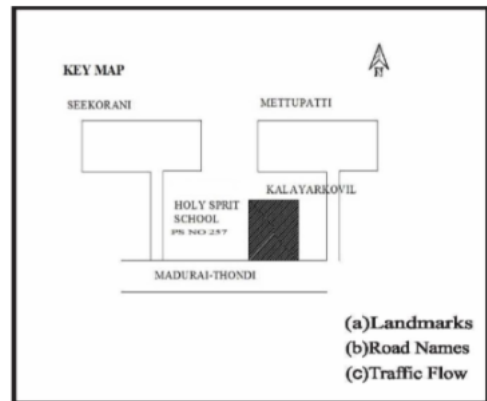 KEY MAP
SEEKORANI
METTUPATTI
KALAYARKOVIL
HOLY SPRIT
SCHOOL
PS NO 257
MADURAI-THONDI
(a)Landmarks
(b)Road Names
(c)Traffic Flow